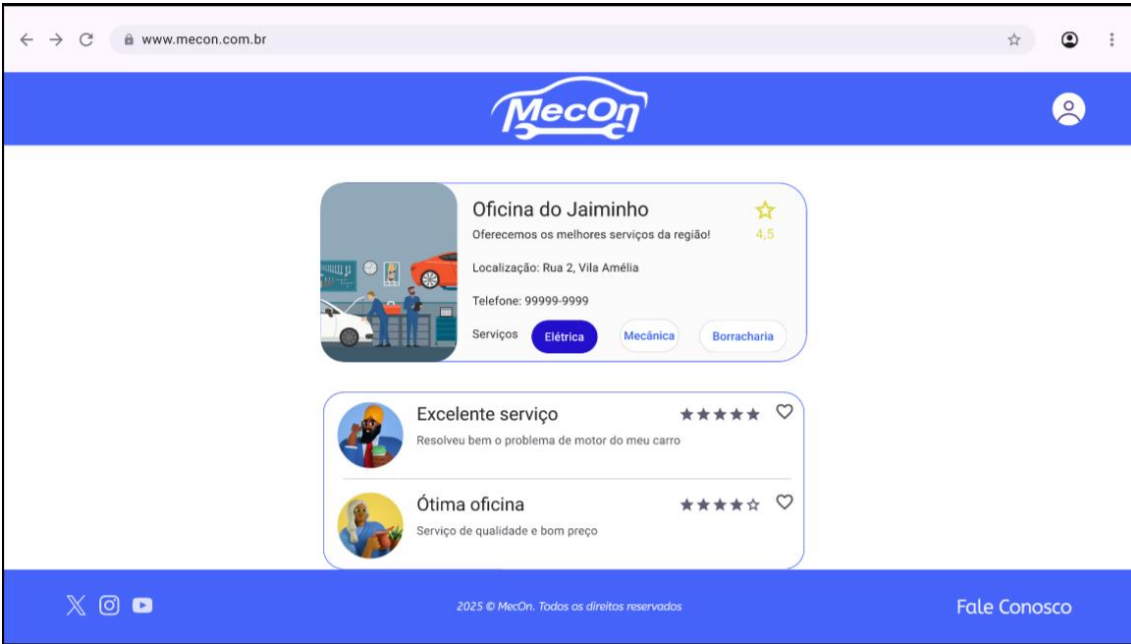 www.mecon.com.br
MecOn
Oficina do Jaiminho
Oferecemos os melhores serviços da região!
4,5
Localização: Rua 2, Vila Amélia
Telefone: 99999-9999
Serviços Elétrica Mecânica Borracharia
Excelente serviço
Resolveu bem o problema de motor do meu carro
Ótima oficina
Serviço de qualidade e bom preço
2025 © MecOn. Todos os direitos reservados
Fale Conosco